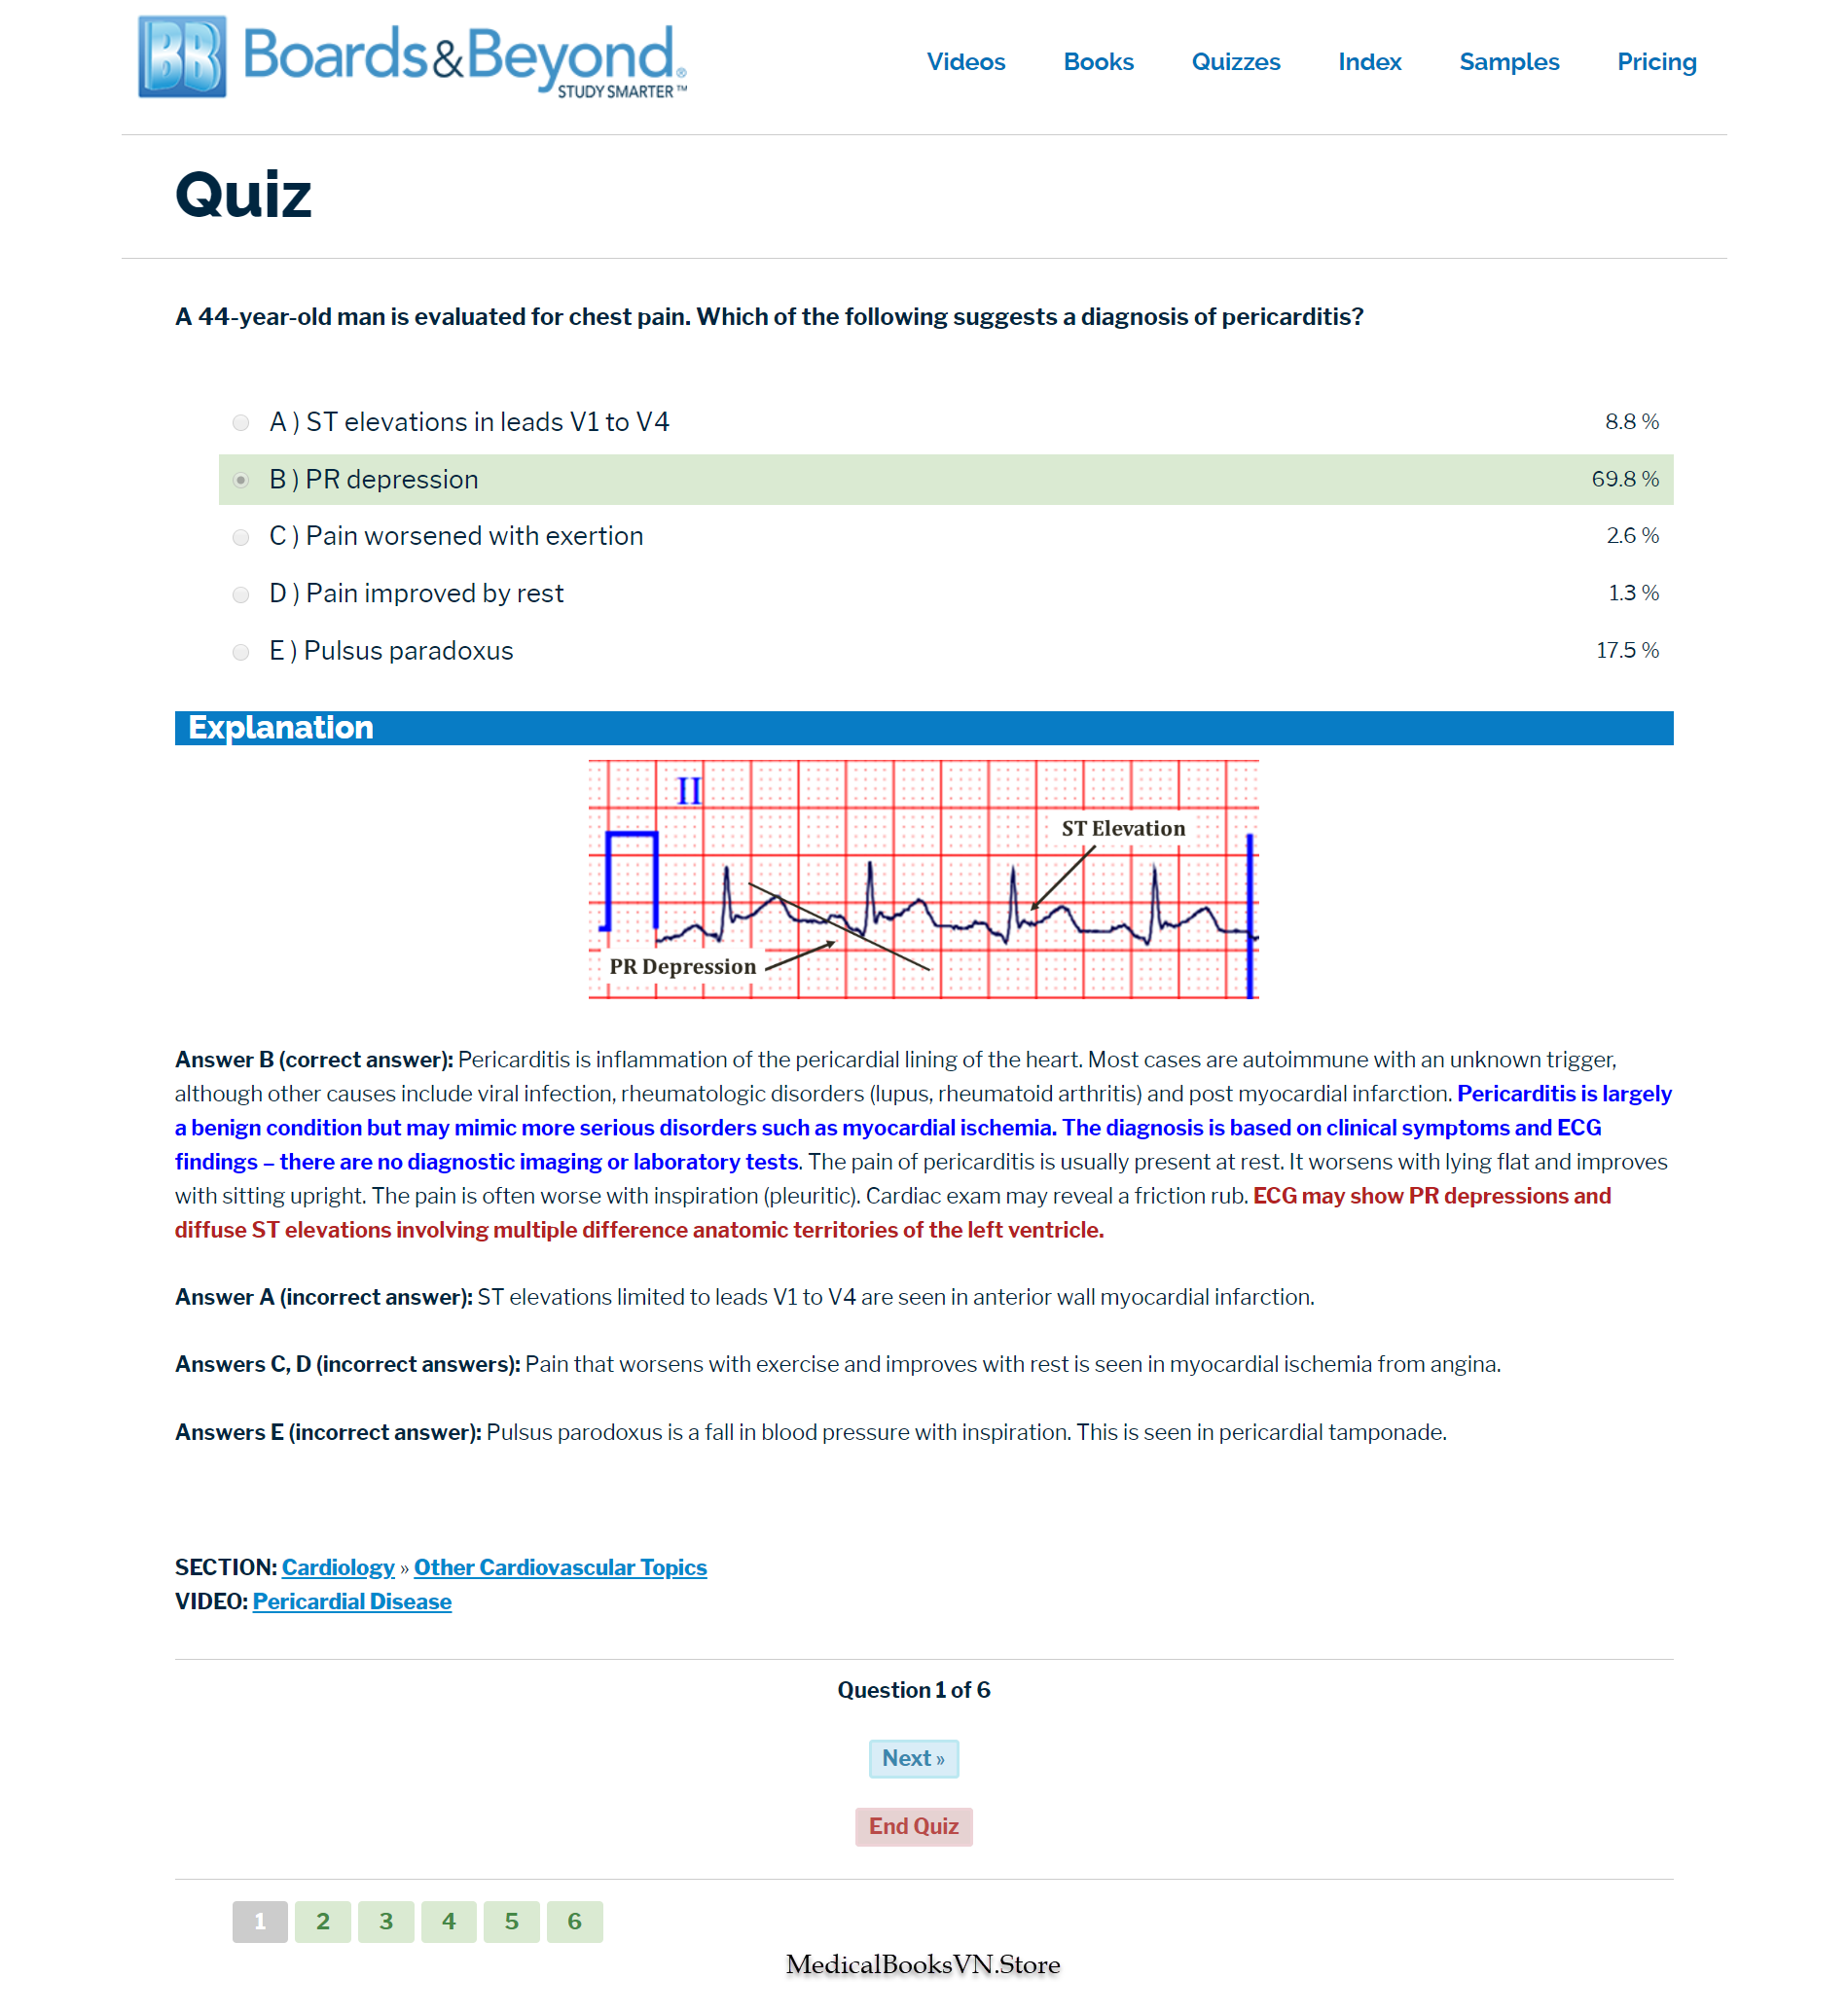 BB Boards&Beyond®
STUDY SMARTER™
Videos Books Quizzes Index Samples Pricing
Quiz
A 44-year-old man is evaluated for chest pain. Which of the following suggests a diagnosis of pericarditis?
A ) ST elevations in leads V1 to V4 8.8 %
B ) PR depression 69.8 %
C ) Pain worsened with exertion 2.6 %
D ) Pain improved by rest 1.3 %
E ) Pulsus paradoxus 17.5 %
Explanation
II
ST Elevation
PR Depression
Answer B (correct answer): Pericarditis is inflammation of the pericardial lining of the heart. Most cases are autoimmune with an unknown trigger,
although other causes include viral infection, rheumatologic disorders (lupus, rheumatoid arthritis) and post myocardial infarction. Pericarditis is largely
a benign condition but may mimic more serious disorders such as myocardial ischemia. The diagnosis is based on clinical symptoms and ECG
findings – there are no diagnostic imaging or laboratory tests. The pain of pericarditis is usually present at rest. It worsens with lying flat and improves
with sitting upright. The pain is often worse with inspiration (pleuritic). Cardiac exam may reveal a friction rub. ECG may show PR depressions and
diffuse ST elevations involving multiple difference anatomic territories of the left ventricle.
Answer A (incorrect answer): ST elevations limited to leads V1 to V4 are seen in anterior wall myocardial infarction.
Answers C, D (incorrect answers): Pain that worsens with exercise and improves with rest is seen in myocardial ischemia from angina.
Answers E (incorrect answer): Pulsus parodoxus is a fall in blood pressure with inspiration. This is seen in pericardial tamponade.
SECTION: Cardiology » Other Cardiovascular Topics
VIDEO: Pericardial Disease
Question 1 of 6
Next »
End Quiz
1 2 3 4 5 6
MedicalBooksVN.Store